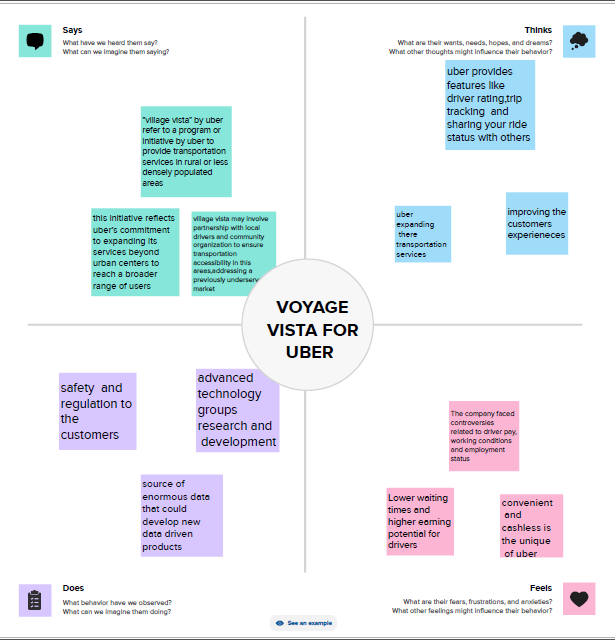 Says
What have we heard them say?
What can we imagine them saying?
Thinks
What are their wants, needs, hopes, and dreams?
What other thoughts might influence their behavior?
"village vista" by uber
refer to a program or
initiative by uber to
provide transportation
services in rural or less
densely populated
areas
this initiative reflects
uber's commitment
to expanding its
services beyond
urban centers to
reach a broader
range of users
village vista may involve
partnership with local
drivers and community
organization to ensure
transportation
accessibility in this
areas,addressing a
previously underserv
market
uber provides
features like
driver rating,trip
tracking and
sharing your ride
status with others
uber
expanding
there
transportation
services
improving the
customers
experieneces
VOYAGE
VISTA FOR
UBER
safety and
regulation to
the
customers
advanced
technology
groups
research and
development
source of
enormous data
that could
develop new
data driven
products
The company faced
controversies
related to driver pay,
working conditions
and employment
status
Lower waiting
times and
higher earning
potential for
drivers
convenient
and
cashless is
the unique
of uber
Does
What behavior have we observed?
What can we imagine them doing?
Feels
What are their fears, frustrations, and anxieties?
What other feelings might influence their behavior?
See an example